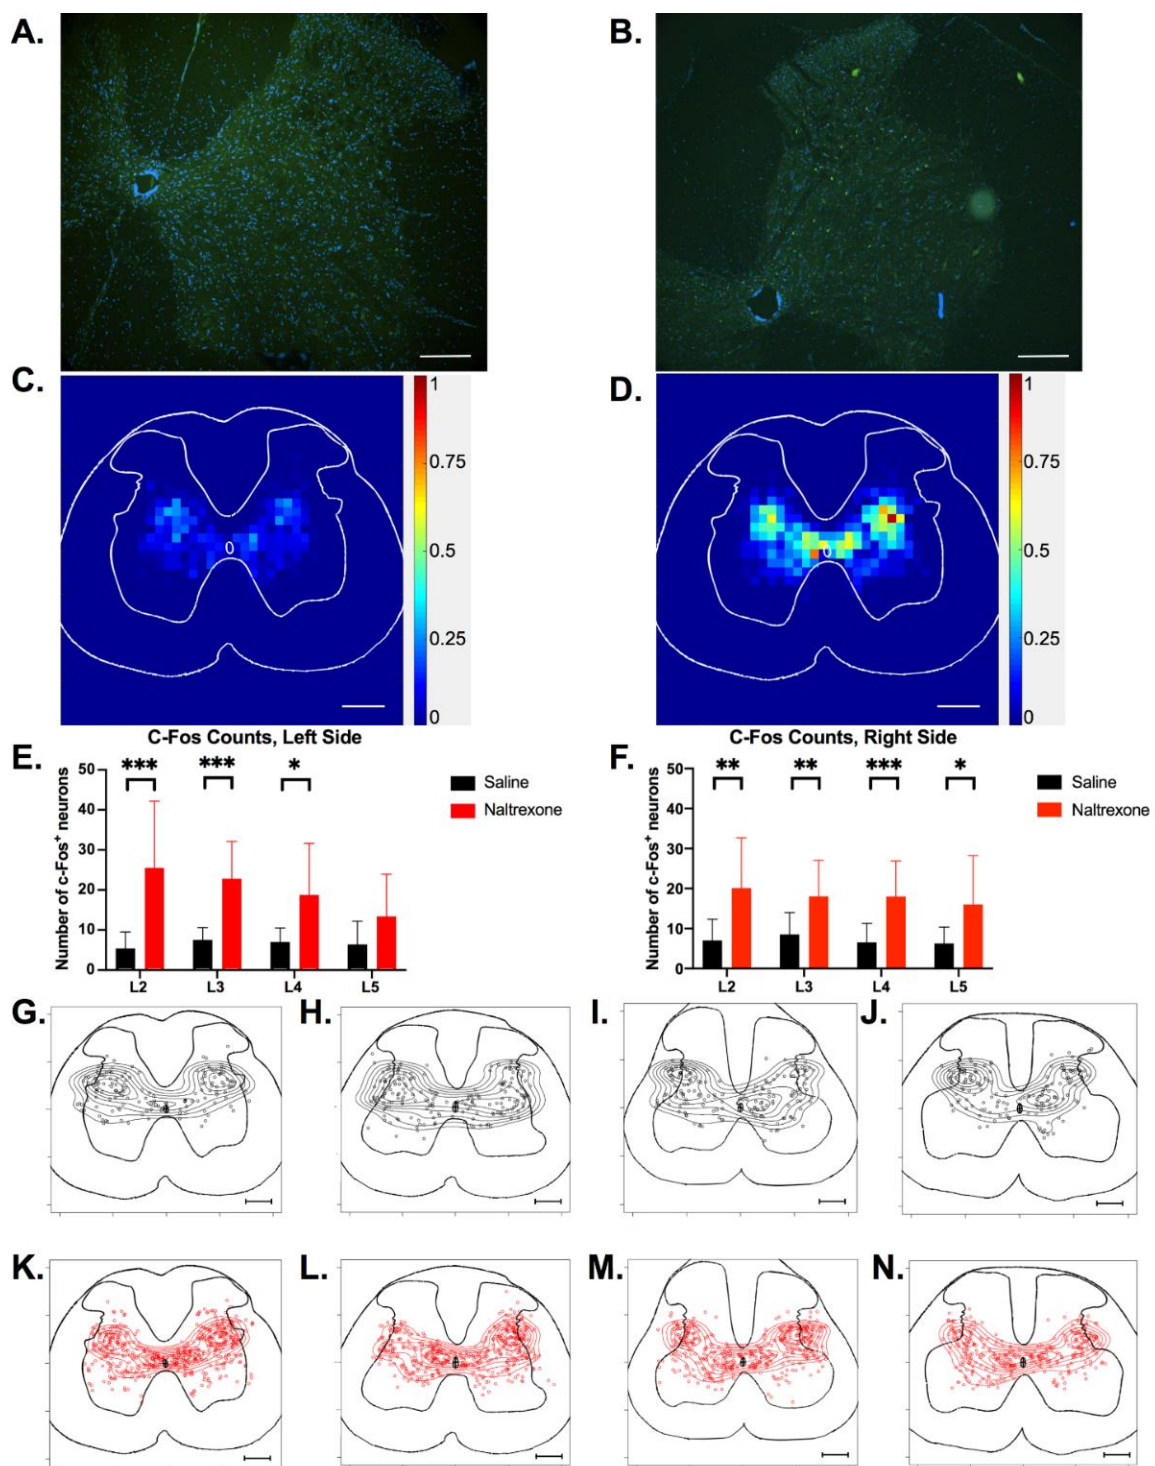 A.
B.
C.
1
0.75
0.5
0.25
0
D.
1
0.75
0.5
0.25
0
E.
C-Fos Counts, Left Side
*** *** *
Number of c-Fos+ neurons
50
40
30
20
10
0
L2 L3 L4 L5
Saline
Naltrexone
F.
C-Fos Counts, Right Side
** ** *** *
Number of c-Fos+ neurons
50
40
30
20
10
0
L2 L3 L4 L5
Saline
Naltrexone
G. H. I. J.
K. L. M. N.